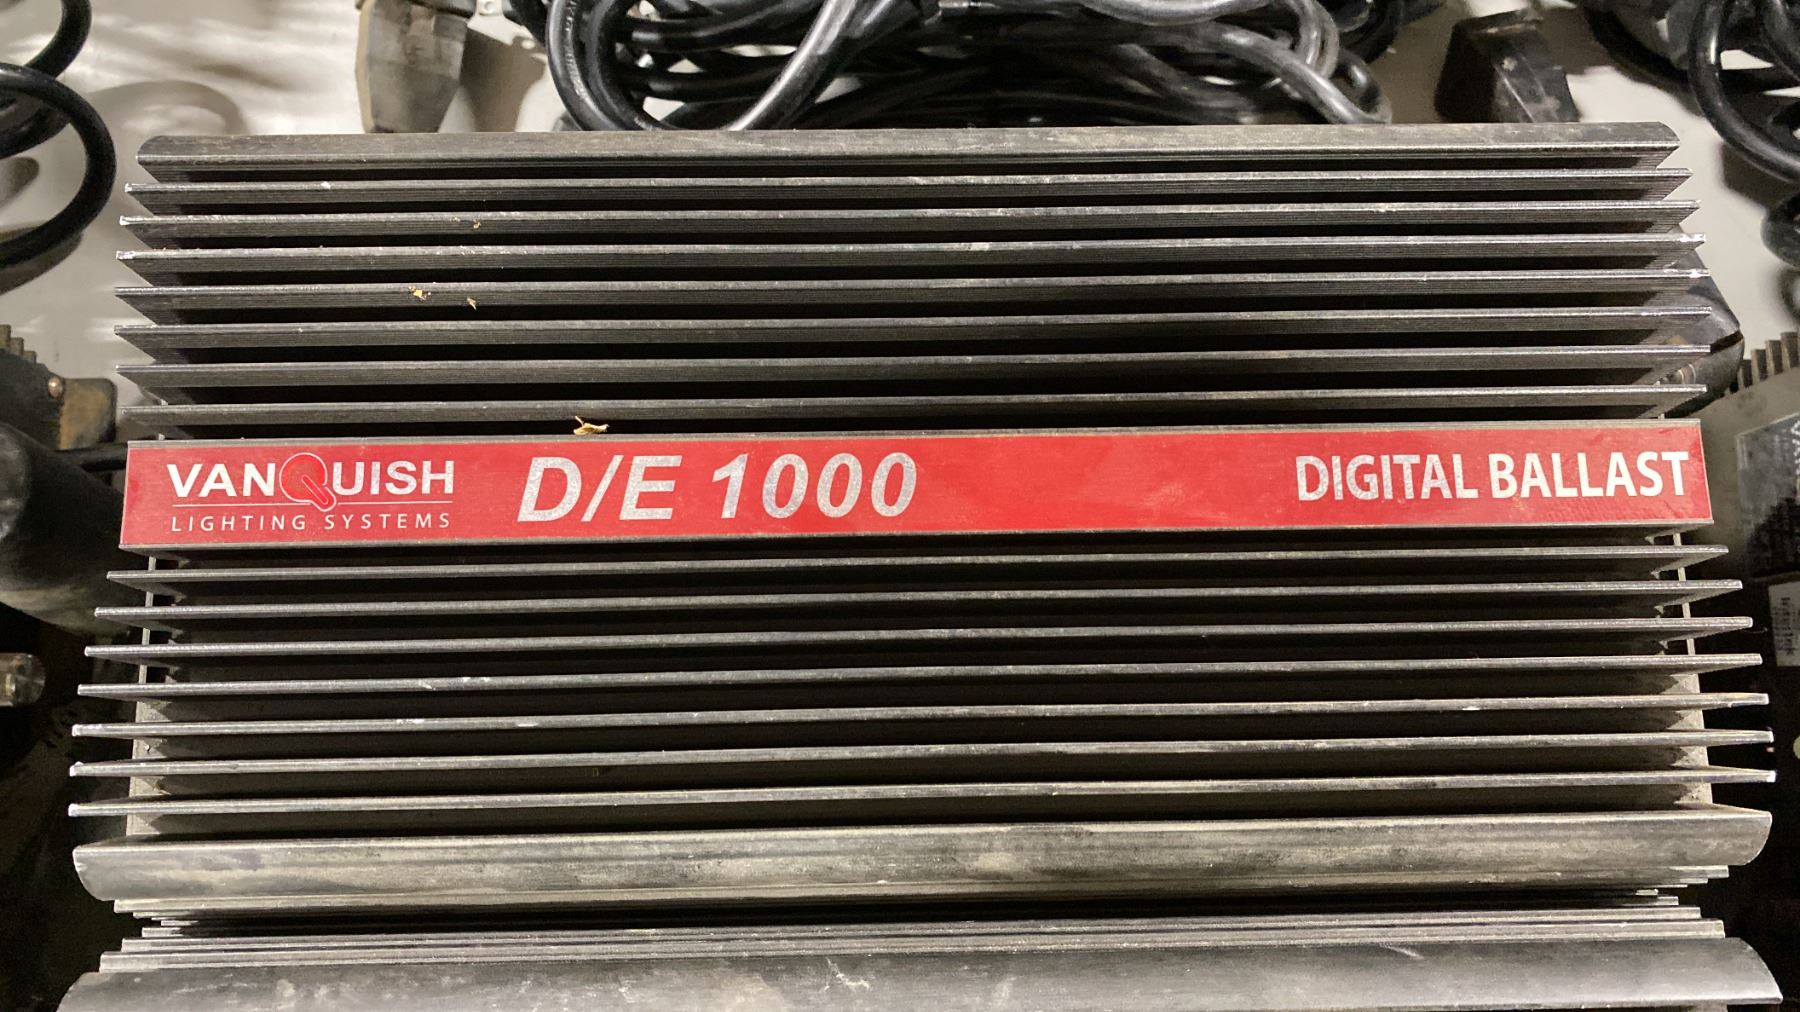 VANQUISH
LIGHTING SYSTEMS
D/E 1000
DIGITAL BALLAST